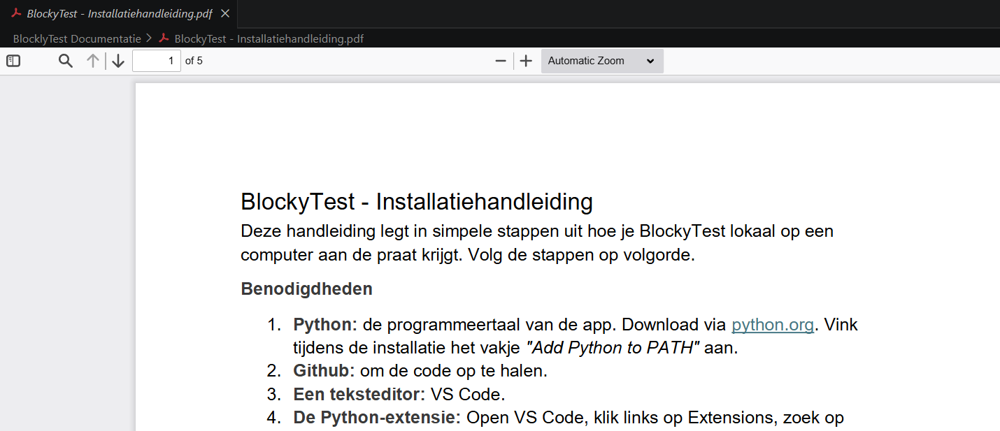 BlockyTest - Installatiehandleiding.pdf
BlocklyTest Documentatie > BlockyTest - Installatiehandleiding.pdf
1 of 5 Automatic Zoom
BlockyTest - Installatiehandleiding
Deze handleiding legt in simpele stappen uit hoe je BlockyTest lokaal op een
computer aan de praat krijgt. Volg de stappen op volgorde.
Benodigdheden
1. Python: de programmeertaal van de app. Download via python.org. Vink
tijdens de installatie het vakje "Add Python to PATH" aan.
2. Github: om de code op te halen.
3. Een teksteditor: VS Code.
4. De Python-extensie: Open VS Code, klik links op Extensions, zoek op